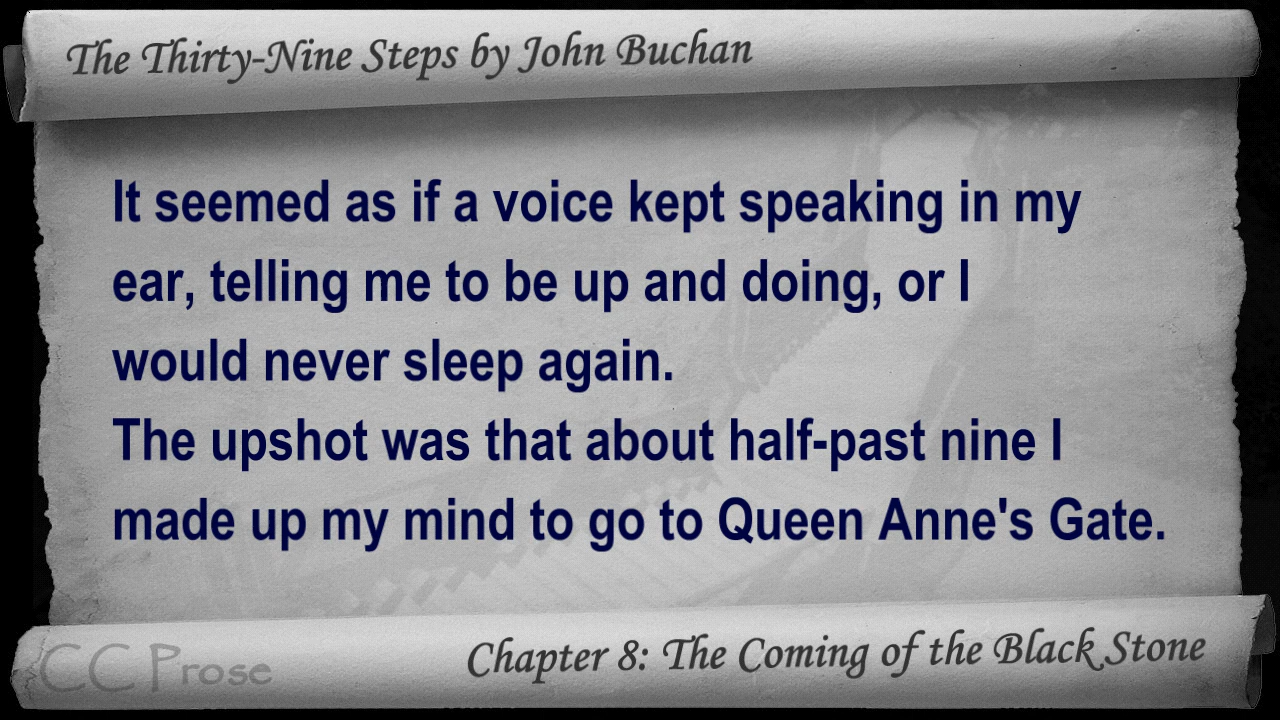 The Thirty-Nine Steps by John Buchan
It seemed as if a voice kept speaking in my
ear, telling me to be up and doing, or I
would never sleep again.
The upshot was that about half-past nine I
made up my mind to go to Queen Anne's Gate.
CC Prose
Chapter 8: The Coming of the Black Stone